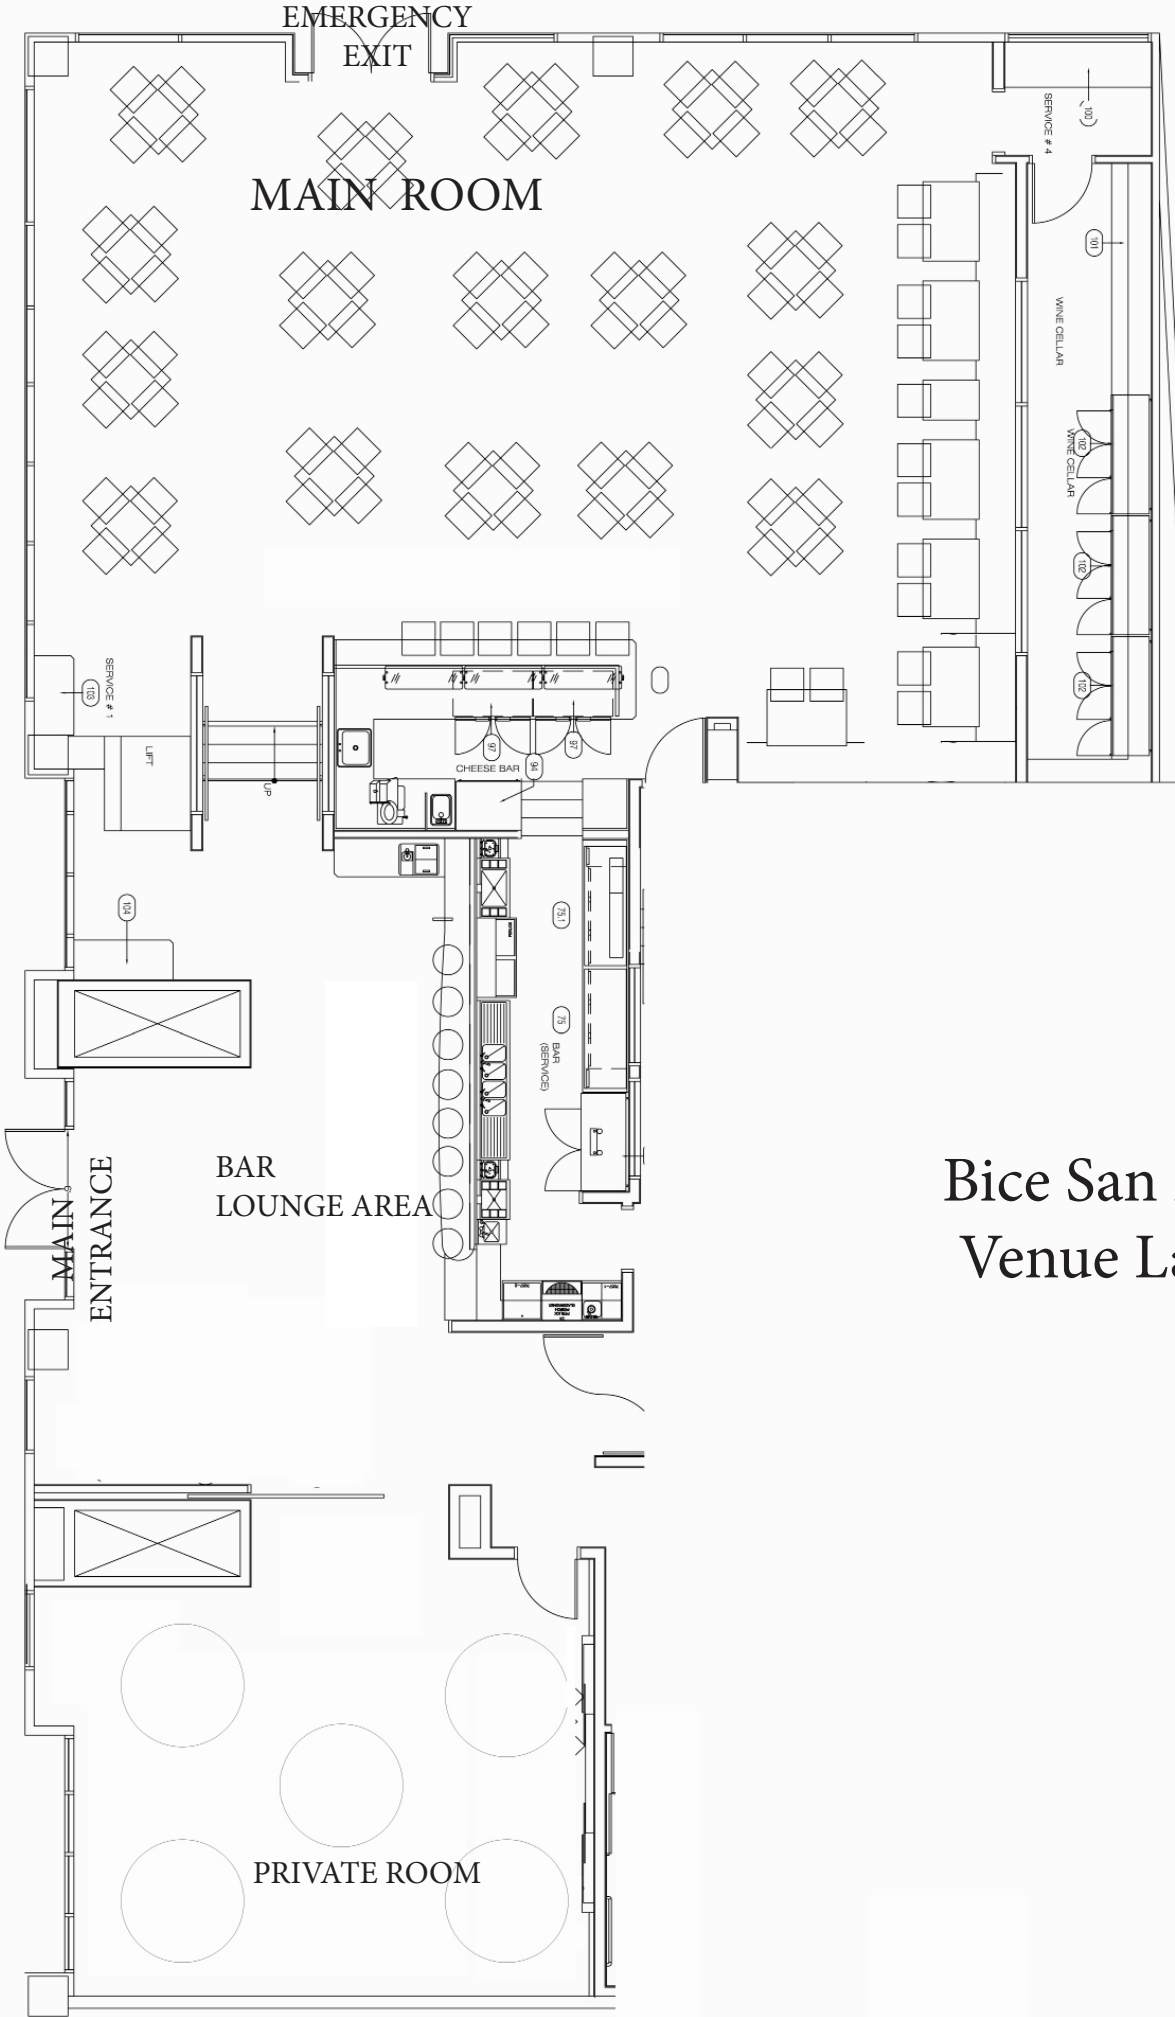 EMERGENCY
EXIT
MAIN ROOM
SERVICE # 4
100
101
WINE CELLAR
WINE CELLAR
102
102
102
SERVICE # 1
103
LIFT
UP
97
97
94
CHEESE BAR
104
75.1
75
BAR
(SERVICE)
MAIN
ENTRANCE
BAR
LOUNGE AREA
Bice San
Venue La
PRIVATE ROOM